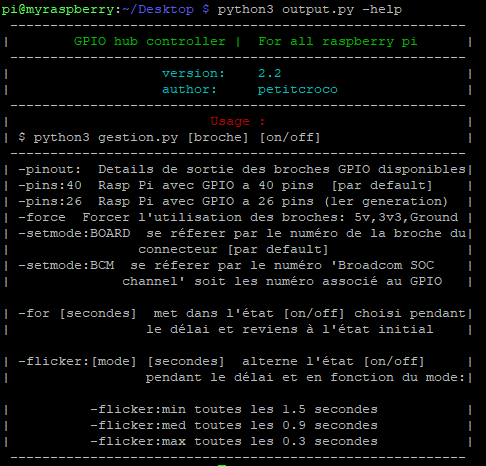 pi@myraspberry:~/Desktop $ python3 output.py -help
---------------------------------------------------------
| GPIO hub controller | For all raspberry pi |
---------------------------------------------------------
| version: 2.2 |
| author: petitcroco |
---------------------------------------------------------
| Usage : |
| $ python3 gestion.py [broche] [on/off] |
---------------------------------------------------------
| -pinout: Details de sortie des broches GPIO disponibles|
| -pins:40 Rasp Pi avec GPIO a 40 pins [par default] |
| -pins:26 Rasp Pi avec GPIO a 26 pins (1er generation) |
| -force Forcer l'utilisation des broches: 5v,3v3,Ground |
| -setmode:BOARD se réferer par le numéro de la broche du|
| connecteur [par default] |
| -setmode:BCM se réferer par le numéro 'Broadcom SOC |
| channel' soit les numéro associé au GPIO |
| |
| -for [secondes] met dans l'état [on/off] choisi pendant|
| le délai et reviens à l'état initial |
| |
| -flicker:[mode] [secondes] alterne l'état [on/off] |
| pendant le délai et en fonction du mode:|
| |
| -flicker:min toutes les 1.5 secondes |
| -flicker:med toutes les 0.9 secondes |
| -flicker:max toutes les 0.3 secondes |
---------------------------------------------------------